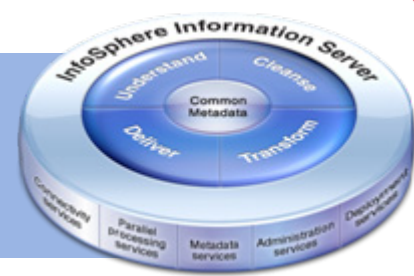 InfoSphere Information Server
Understand
Cleanse
Common
Metadata
Deliver
Transform
Connectivity
services
Parallel
processing
services
Metadata
services
Administration
services
Deployment
services